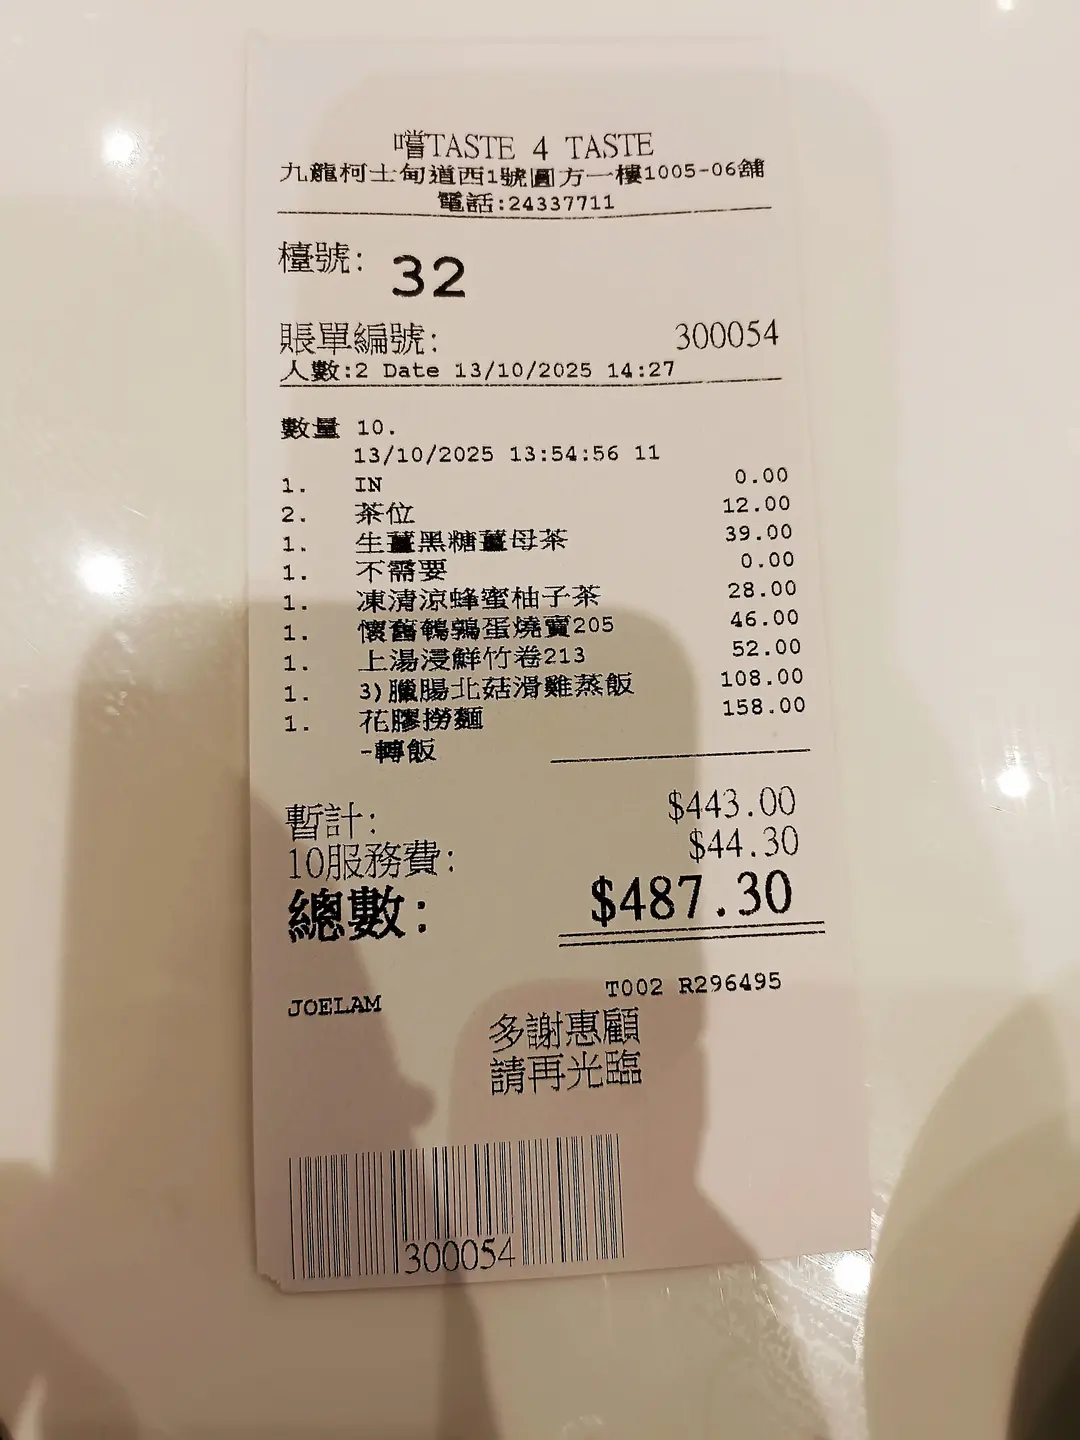 嚐TASTE 4 TASTE
九龍柯士甸道西1號圓方一樓1005-06舖
電話:24337711
檯號: 32
賬單編號: 300054
人數:2 Date 13/10/2025 14:27
數量 10.
13/10/2025 13:54:56 11
1. IN 0.00
2. 茶位 12.00
1. 生薑黑糖薑母茶 39.00
1. 不需要 0.00
1. 凍清涼蜂蜜柚子茶 28.00
1. 懷舊鵪鶉蛋燒賣205 46.00
1. 上湯浸鮮竹卷213 52.00
1. 3)臘腸北菇滑雞蒸飯 108.00
1. 花膠撈麵 158.00
-轉飯
暫計: $443.00
10服務費: $44.30
總數: $487.30
JOELAM T002 R296495
多謝惠顧
請再光臨
300054